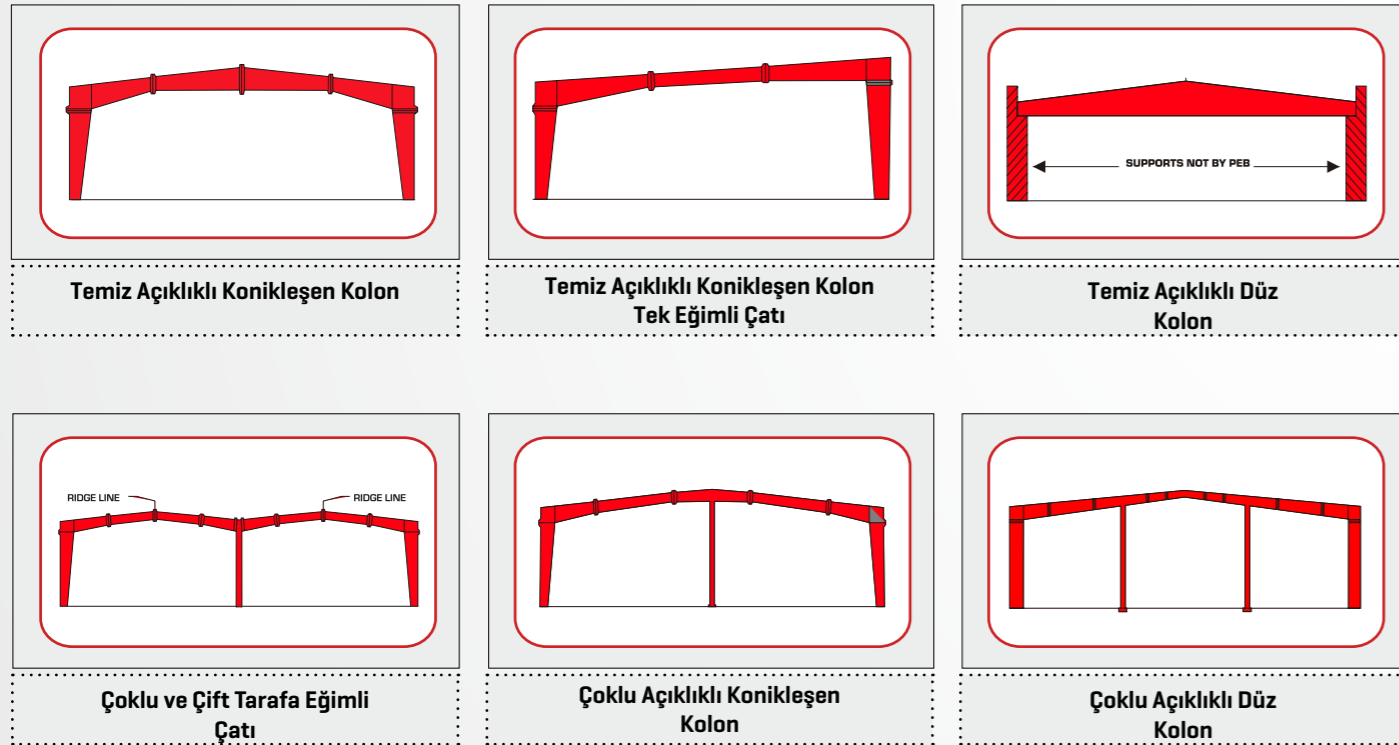 SUPPORTS NOT BY PEB
Temiz Açıklıklı Konikleşen Kolon
Temiz Açıklıklı Konikleşen Kolon
Tek Eğimli Çatı
Temiz Açıklıklı Düz
Kolon
RIDGE LINE
RIDGE LINE
Çoklu ve Çift Tarafa Eğimli
Çatı
Çoklu Açıklıklı Konikleşen
Kolon
Çoklu Açıklıklı Düz
Kolon